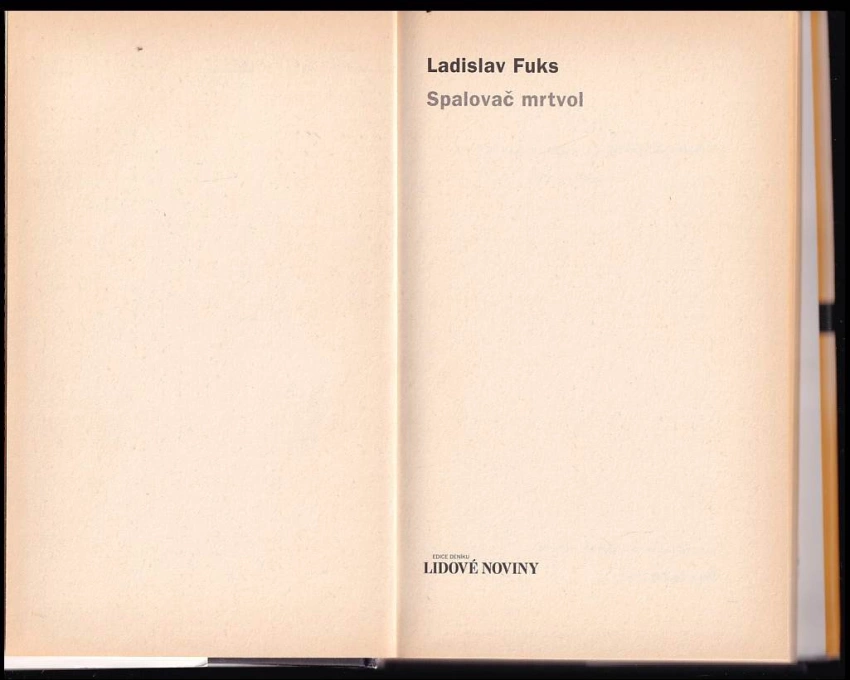 Ladislav Fuks
Spalovač mrtvol
EDICE DENÍKU
LIDOVÉ NOVINY